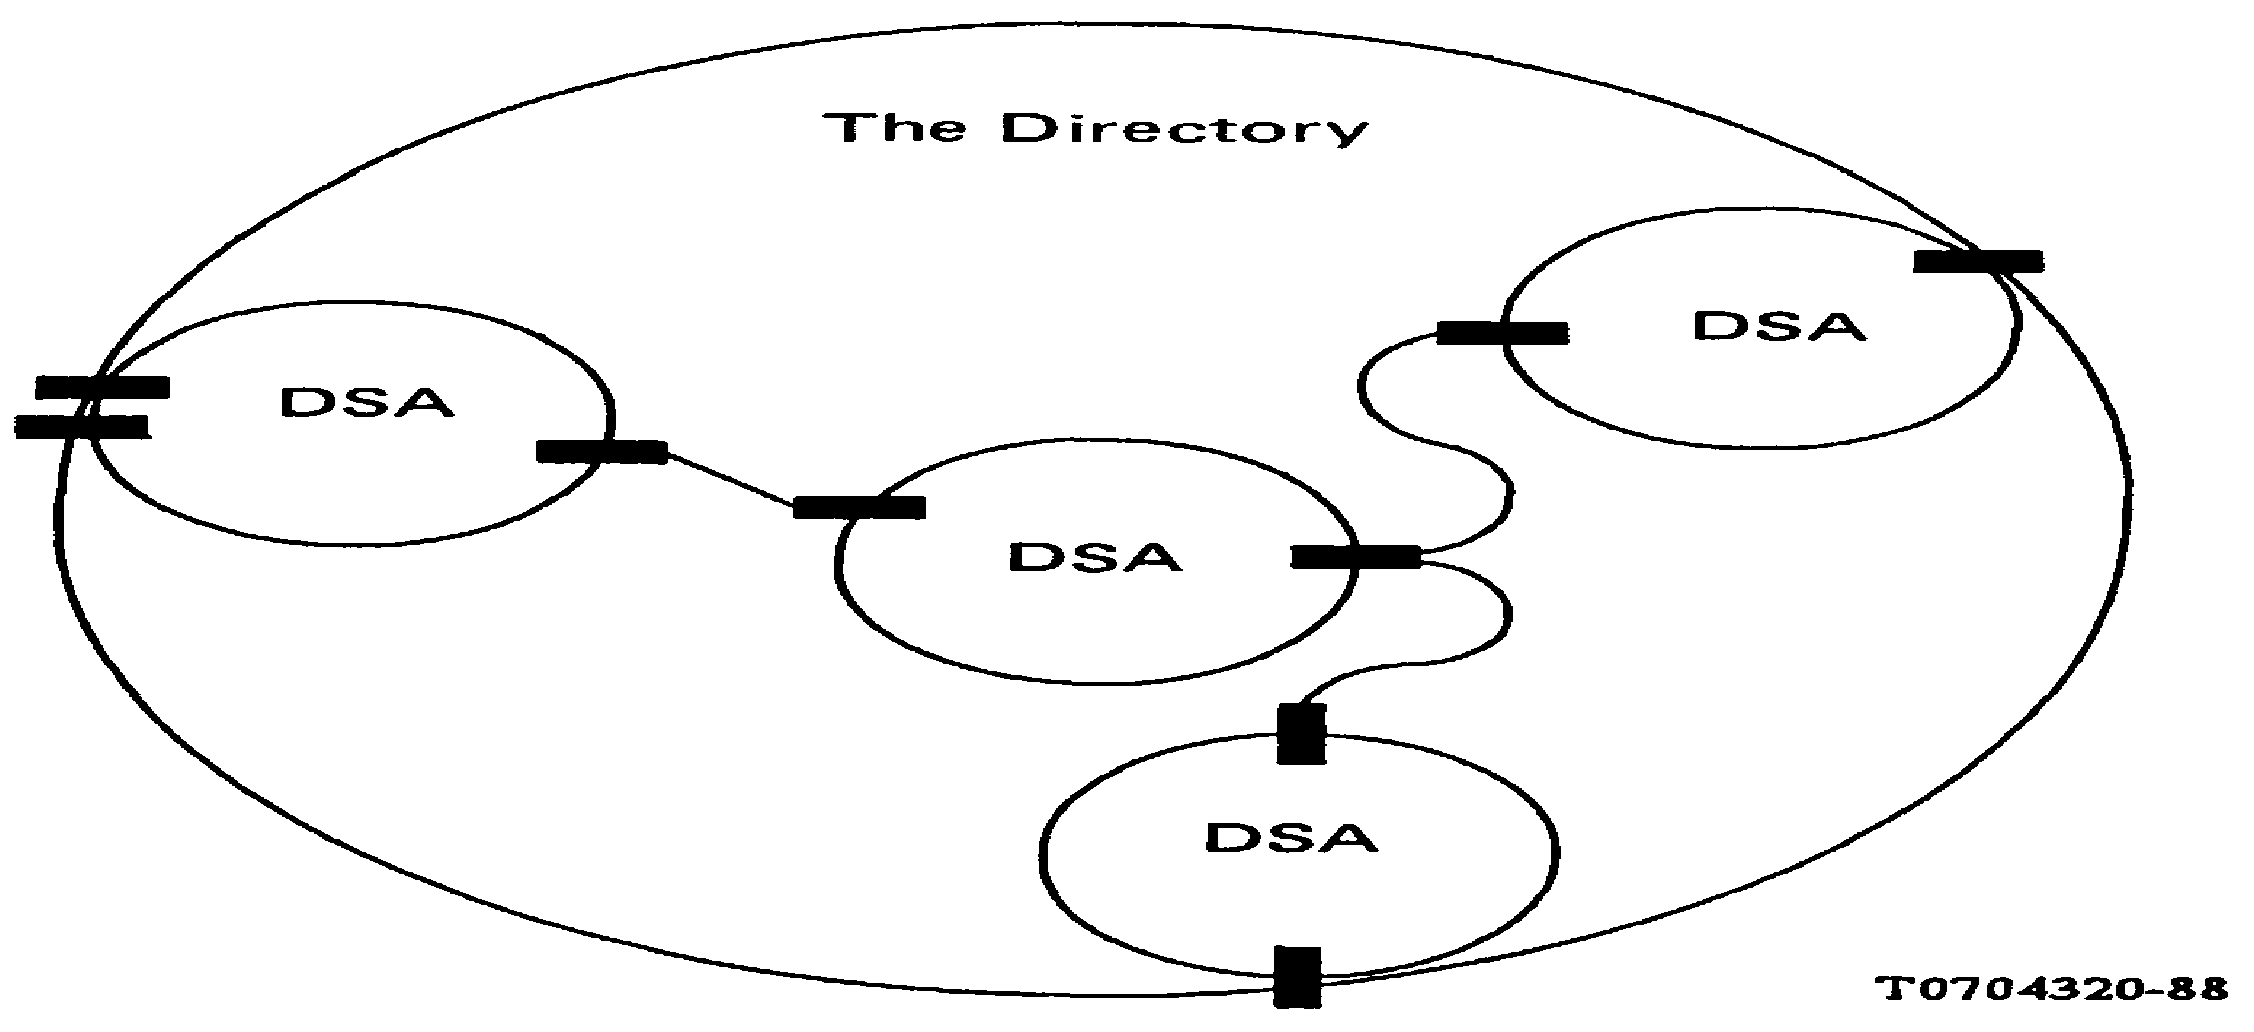 The Directory
DSA
DSA
DSA
DSA
T0704320-88